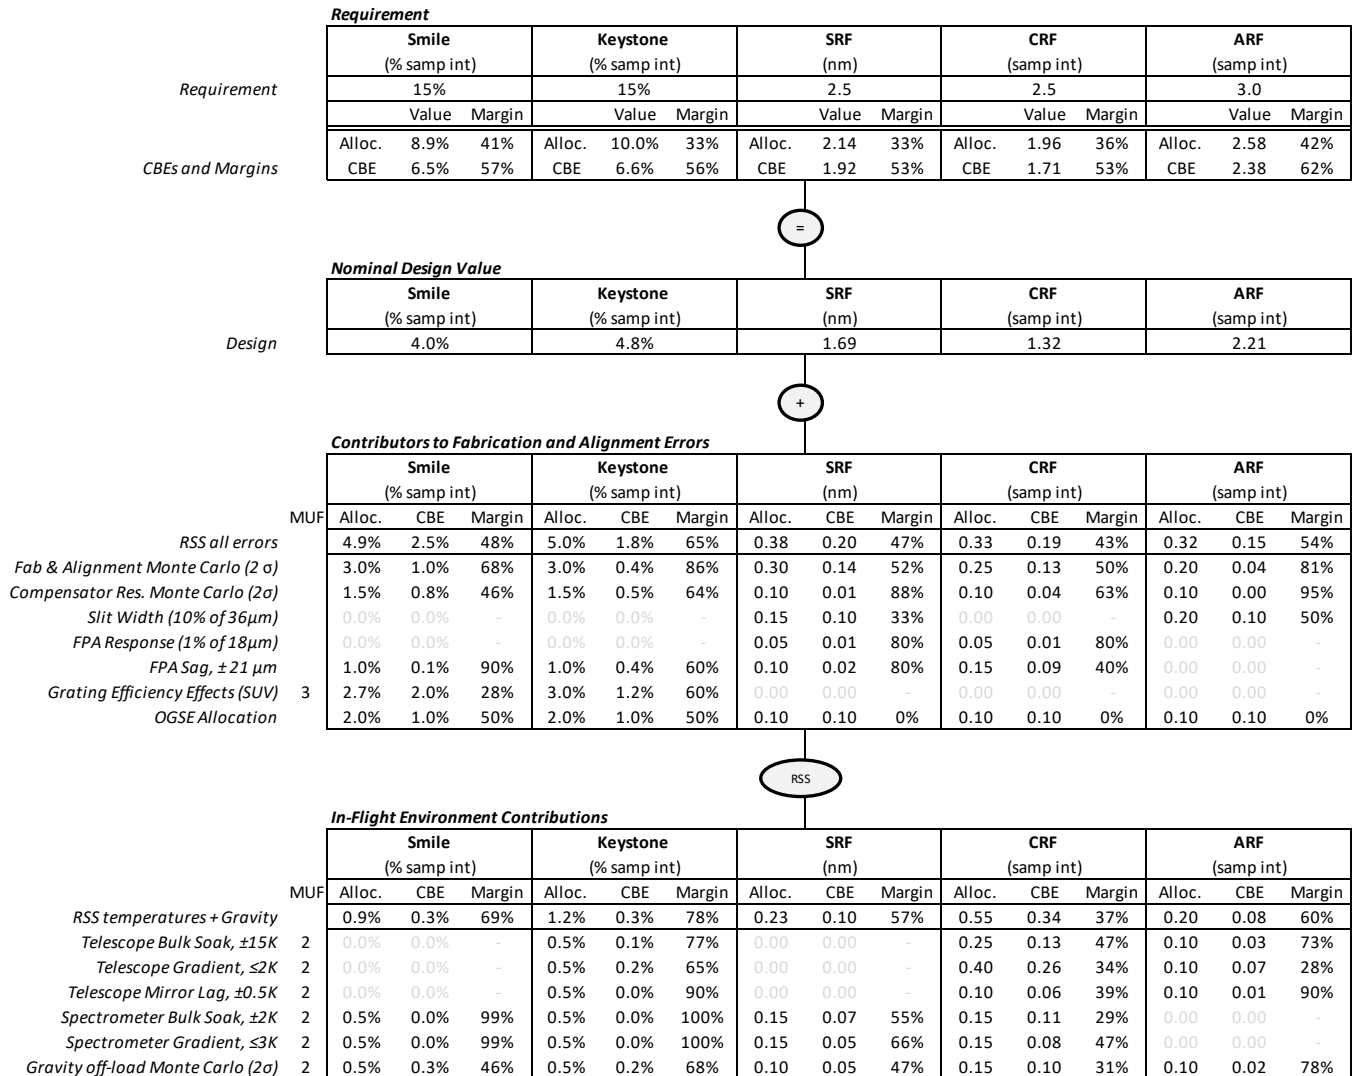 Requirement
Smile Keystone SRF CRF ARF
(% samp int) (% samp int) (nm) (samp int) (samp int)
Requirement 15% 15% 2.5 2.5 3.0
Value Margin Value Margin Value Margin Value Margin Value Margin
Alloc. 8.9% 41% Alloc. 10.0% 33% Alloc. 2.14 33% Alloc. 1.96 36% Alloc. 2.58 42%
CBEs and Margins CBE 6.5% 57% CBE 6.6% 56% CBE 1.92 53% CBE 1.71 53% CBE 2.38 62%
=
Nominal Design Value
Smile Keystone SRF CRF ARF
(% samp int) (% samp int) (nm) (samp int) (samp int)
Design 4.0% 4.8% 1.69 1.32 2.21
+
Contributors to Fabrication and Alignment Errors
Smile Keystone SRF CRF ARF
(% samp int) (% samp int) (nm) (samp int) (samp int)
MUF Alloc. CBE Margin Alloc. CBE Margin Alloc. CBE Margin Alloc. CBE Margin Alloc. CBE Margin
RSS all errors 4.9% 2.5% 48% 5.0% 1.8% 65% 0.38 0.20 47% 0.33 0.19 43% 0.32 0.15 54%
Fab & Alignment Monte Carlo (2 σ) 3.0% 1.0% 68% 3.0% 0.4% 86% 0.30 0.14 52% 0.25 0.13 50% 0.20 0.04 81%
Compensator Res. Monte Carlo (2σ) 1.5% 0.8% 46% 1.5% 0.5% 64% 0.10 0.01 88% 0.10 0.04 63% 0.10 0.00 95%
Slit Width (10% of 36μm) 0.0% 0.0% - 0.0% 0.0% - 0.15 0.10 33% 0.00 0.00 - 0.20 0.10 50%
FPA Response (1% of 18μm) 0.0% 0.0% - 0.0% 0.0% - 0.05 0.01 80% 0.05 0.01 80% 0.00 0.00 -
FPA Sag, ± 21 μm 1.0% 0.1% 90% 1.0% 0.4% 60% 0.10 0.02 80% 0.15 0.09 40% 0.00 0.00 -
Grating Efficiency Effects (SUV) 3 2.7% 2.0% 28% 3.0% 1.2% 60% 0.00 0.00 - 0.00 0.00 - 0.00 0.00 -
OGSE Allocation 2.0% 1.0% 50% 2.0% 1.0% 50% 0.10 0.10 0% 0.10 0.10 0% 0.10 0.10 0%
RSS
In-Flight Environment Contributions
Smile Keystone SRF CRF ARF
(% samp int) (% samp int) (nm) (samp int) (samp int)
MUF Alloc. CBE Margin Alloc. CBE Margin Alloc. CBE Margin Alloc. CBE Margin Alloc. CBE Margin
RSS temperatures + Gravity 0.9% 0.3% 69% 1.2% 0.3% 78% 0.23 0.10 57% 0.55 0.34 37% 0.20 0.08 60%
Telescope Bulk Soak, ±15K 2 0.0% 0.0% - 0.5% 0.1% 77% 0.00 0.00 - 0.25 0.13 47% 0.10 0.03 73%
Telescope Gradient, ≤2K 2 0.0% 0.0% - 0.5% 0.2% 65% 0.00 0.00 - 0.40 0.26 34% 0.10 0.07 28%
Telescope Mirror Lag, ±0.5K 2 0.0% 0.0% - 0.5% 0.0% 90% 0.00 0.00 - 0.10 0.06 39% 0.10 0.01 90%
Spectrometer Bulk Soak, ±2K 2 0.5% 0.0% 99% 0.5% 0.0% 100% 0.15 0.07 55% 0.15 0.11 29% 0.00 0.00 -
Spectrometer Gradient, ≤3K 2 0.5% 0.0% 99% 0.5% 0.0% 100% 0.15 0.05 66% 0.15 0.08 47% 0.00 0.00 -
Gravity off-load Monte Carlo (2σ) 2 0.5% 0.3% 46% 0.5% 0.2% 68% 0.10 0.05 47% 0.15 0.10 31% 0.10 0.02 78%